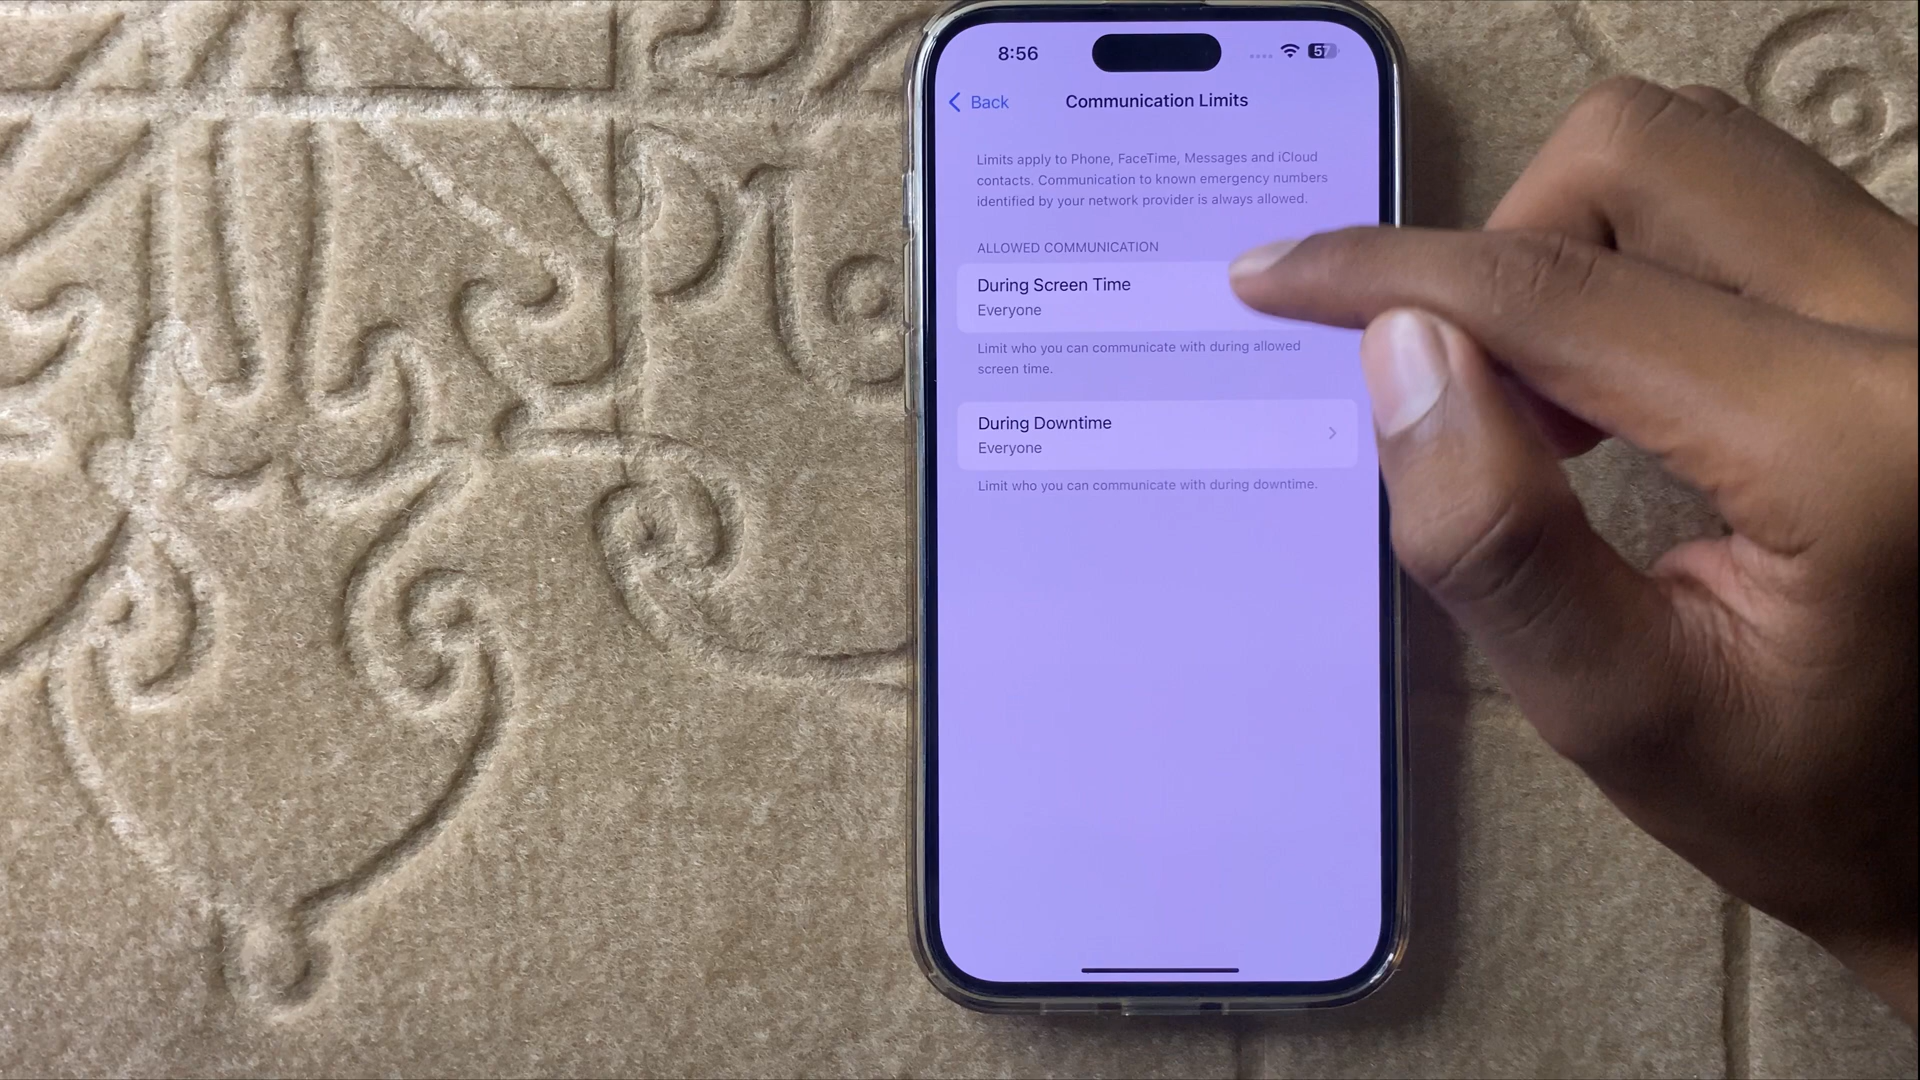 8:56
57
Back
Communication Limits
Limits apply to Phone, FaceTime, Messages and iCloud
contacts. Communication to known emergency numbers
identified by your network provider is always allowed.
ALLOWED COMMUNICATION
During Screen Time
Everyone
Limit who you can communicate with during allowed
screen time.
During Downtime
Everyone
Limit who you can communicate with during downtime.